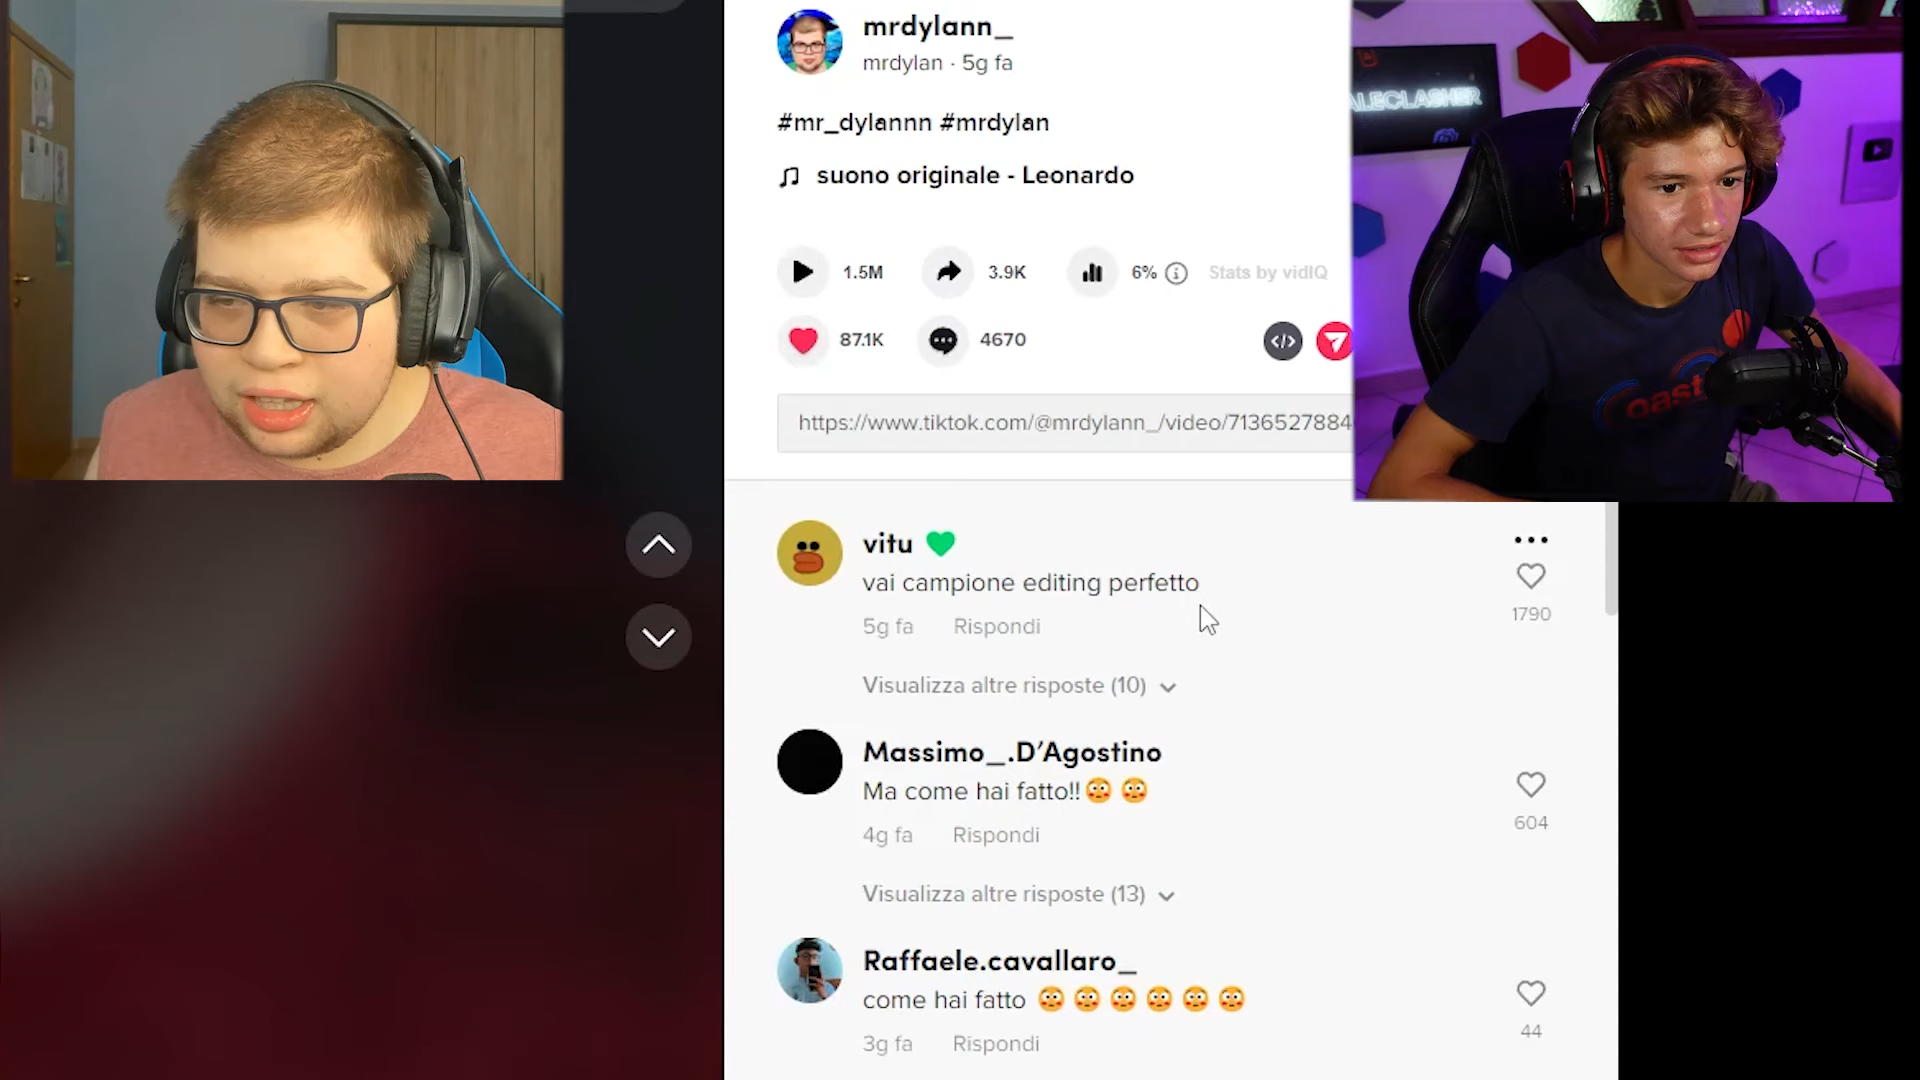 mrdylann_
mrdylan · 5g fa
#mr_dylannn #mrdylan
suono originale - Leonardo
1.5M 3.9K 6% Stats by vidIQ
87.1K 4670
https://www.tiktok.com/@mrdylann_/video/7136527884
ALECLASHER
Coast
vitu 💚
vai campione editing perfetto
1790
5g fa Rispondi
Visualizza altre risposte (10)
Massimo_.D'Agostino
Ma come hai fatto!!😳 😳
604
4g fa Rispondi
Visualizza altre risposte (13)
Raffaele.cavallaro_
come hai fatto 😳 😳 😳 😳 😳 😳
44
3g fa Rispondi